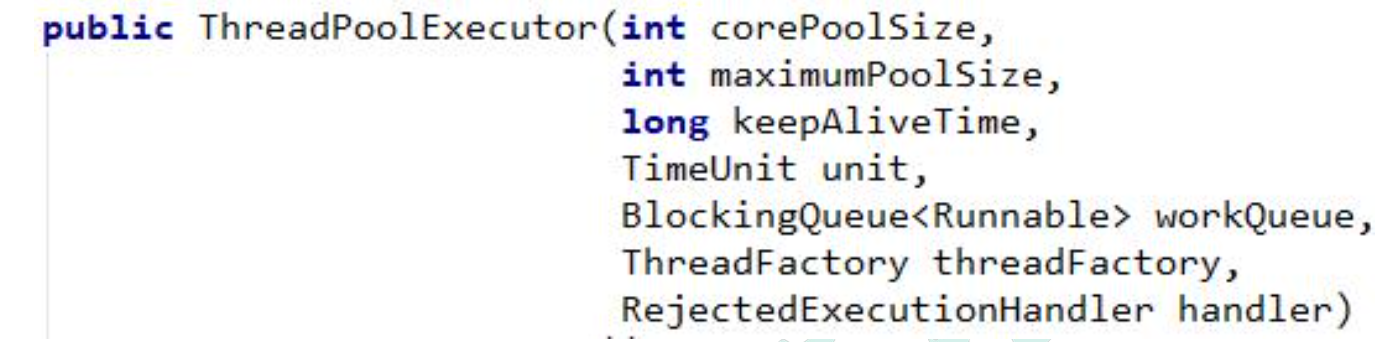 public ThreadPoolExecutor(int corePoolSize,
int maximumPoolSize,
long keepAliveTime,
TimeUnit unit,
BlockingQueue<Runnable> workQueue,
ThreadFactory threadFactory,
RejectedExecutionHandler handler)